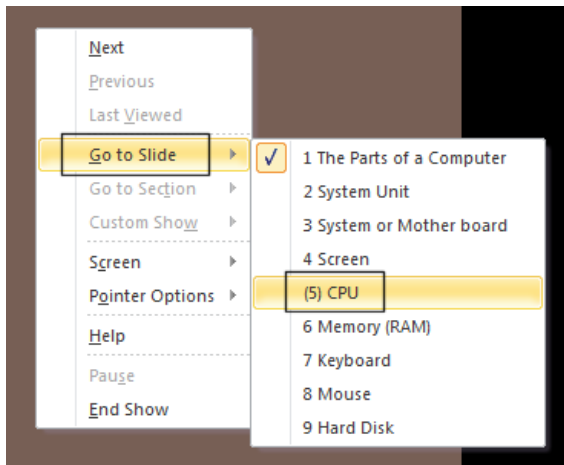 Next
Previous
Last Viewed
Go to Slide
Go to Section
Custom Show
Screen
Pointer Options
Help
Pause
End Show
1 The Parts of a Computer
2 System Unit
3 System or Mother board
4 Screen
(5) CPU
6 Memory (RAM)
7 Keyboard
8 Mouse
9 Hard Disk